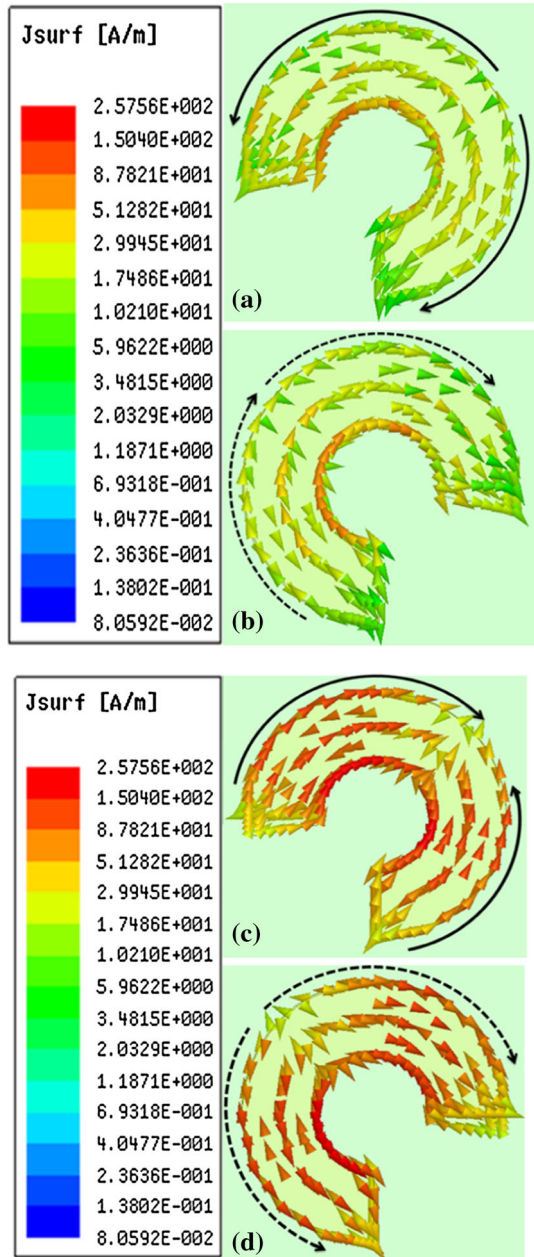 Jsurf [A/m]
2.5756E+002
1.5040E+002
8.7821E+001
5.1282E+001
2.9945E+001
1.7486E+001
1.0210E+001
5.9622E+000
3.4815E+000
2.0329E+000
1.1871E+000
6.9318E-001
4.0477E-001
2.3636E-001
1.3802E-001
8.0592E-002
(a)
(b)
Jsurf [A/m]
2.5756E+002
1.5040E+002
8.7821E+001
5.1282E+001
2.9945E+001
1.7486E+001
1.0210E+001
5.9622E+000
3.4815E+000
2.0329E+000
1.1871E+000
6.9318E-001
4.0477E-001
2.3636E-001
1.3802E-001
8.0592E-002
(c)
(d)